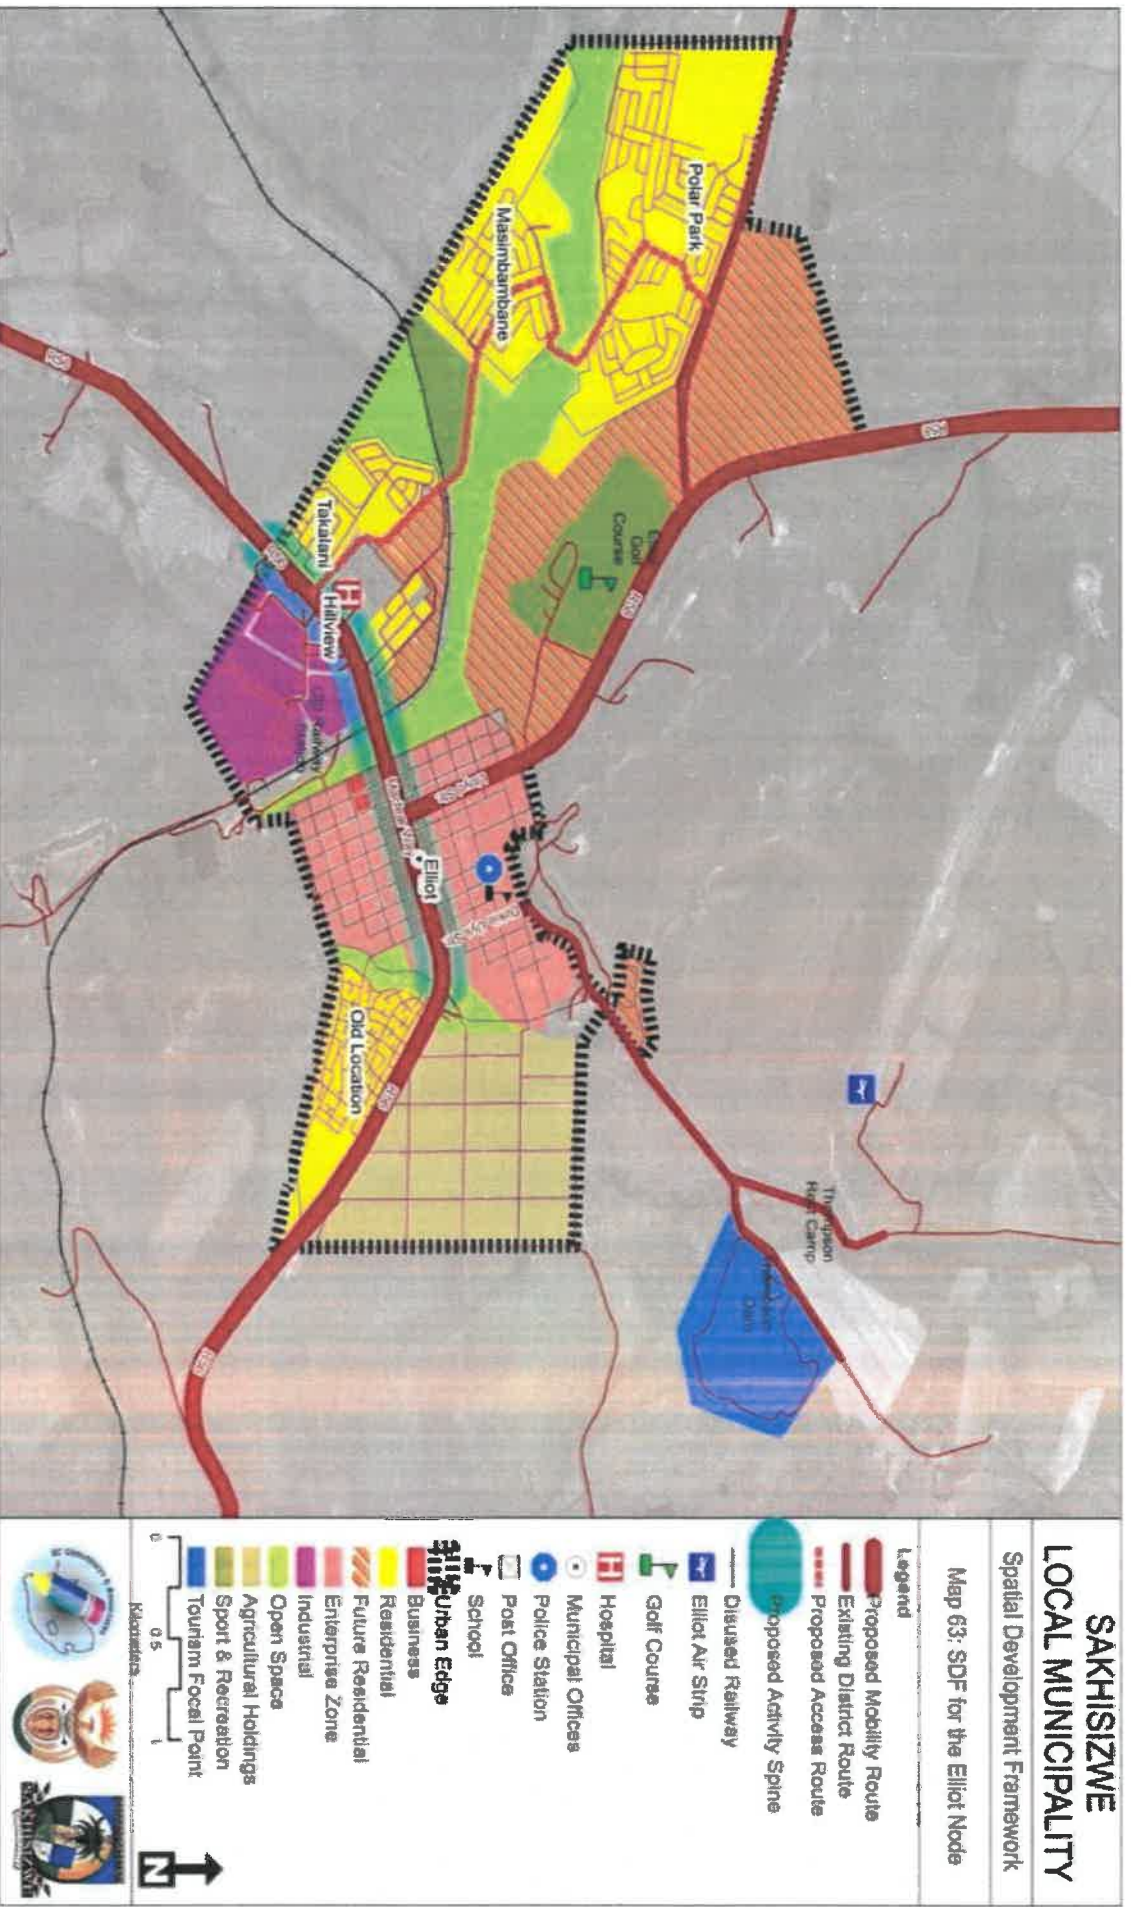 SAKHISIZWE
LOCAL MUNICIPALITY
Spatial Development Framework
Map 63: SDF for the Elliot Node
Legend
Proposed Mobility Route
Existing District Route
Proposed Access Route
Proposed Activity Spine
Disused Railway
Elliot Air Strip
Golf Course
Hospital
Municipal Offices
Police Station
Post Office
School
Urban Edge
Business
Residential
Future Residential
Enterprise Zone
Industrial
Open Space
Agricultural Holdings
Sport & Recreation
Tourism Focal Point
0 0.5 1
Kilometers
N
SAKHISIZWE
Polar Park
Masimbambane
Takalani
Hillview
H
Golf
Course
Elliot
Old Location
Thompson
Rest Camp
Dam